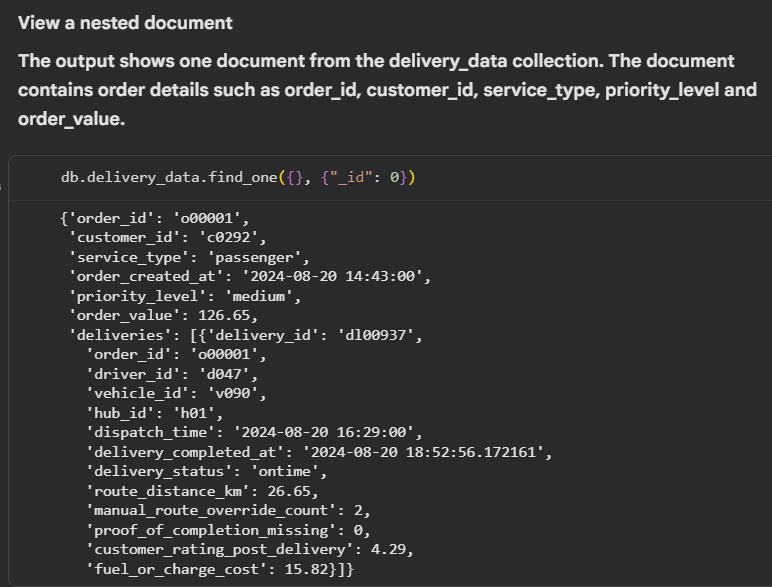 View a nested document
The output shows one document from the delivery_data collection. The document
contains order details such as order_id, customer_id, service_type, priority_level and
order_value.
db.delivery_data.find_one({}, {"_id": 0})
{'order_id': 'o00001',
'customer_id': 'c0292',
'service_type': 'passenger',
'order_created_at': '2024-08-20 14:43:00',
'priority_level': 'medium',
'order_value': 126.65,
'deliveries': [{'delivery_id': 'dl00937',
'order_id': 'o00001',
'driver_id': 'd047',
'vehicle_id': 'v090',
'hub_id': 'h01',
'dispatch_time': '2024-08-20 16:29:00',
'delivery_completed_at': '2024-08-20 18:52:56.172161',
'delivery_status': 'ontime',
'route_distance_km': 26.65,
'manual_route_override_count': 2,
'proof_of_completion_missing': 0,
'customer_rating_post_delivery': 4.29,
'fuel_or_charge_cost': 15.82}]}